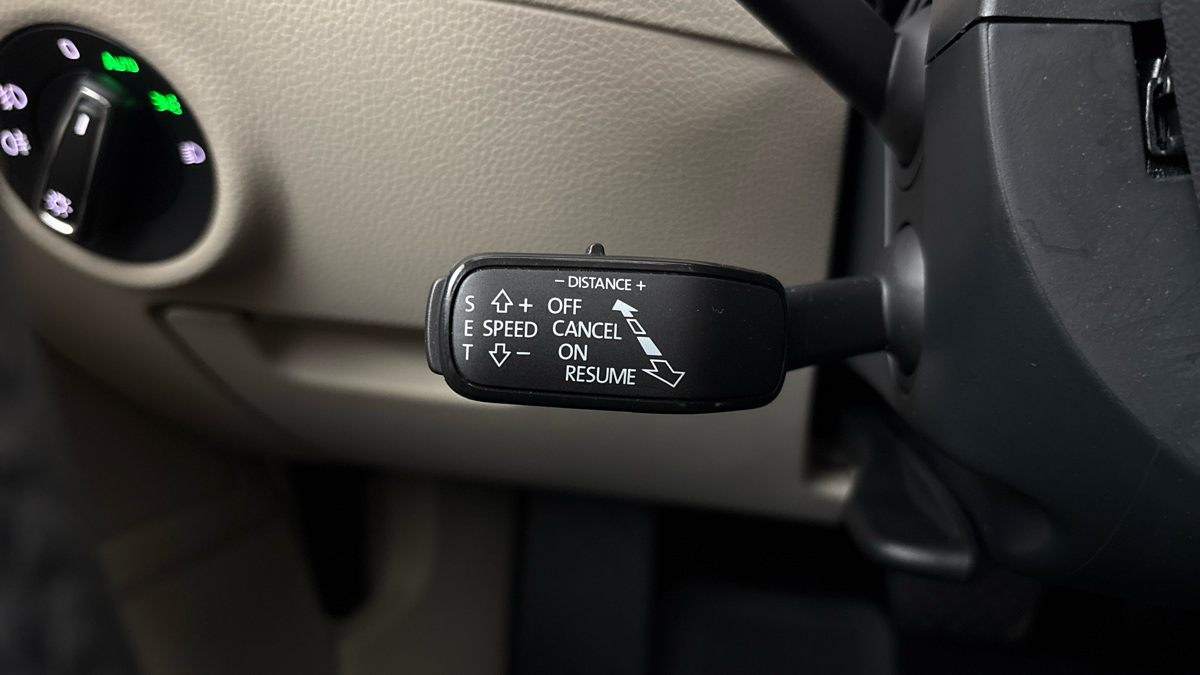 AUTO
− DISTANCE +
S + OFF
E SPEED CANCEL
T − ON
RESUME